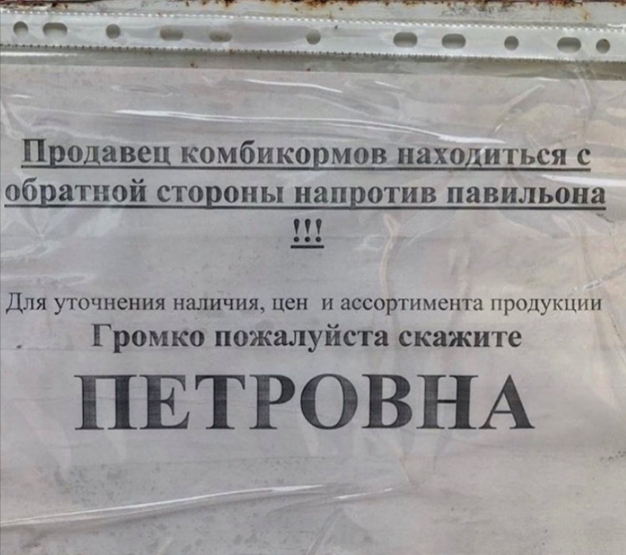 Продавец комбикормов находиться с
обратной стороны напротив павильона
!!!
Для уточнения наличия, цен и ассортимента продукции
Громко пожалуйста скажите
ПЕТРОВНА